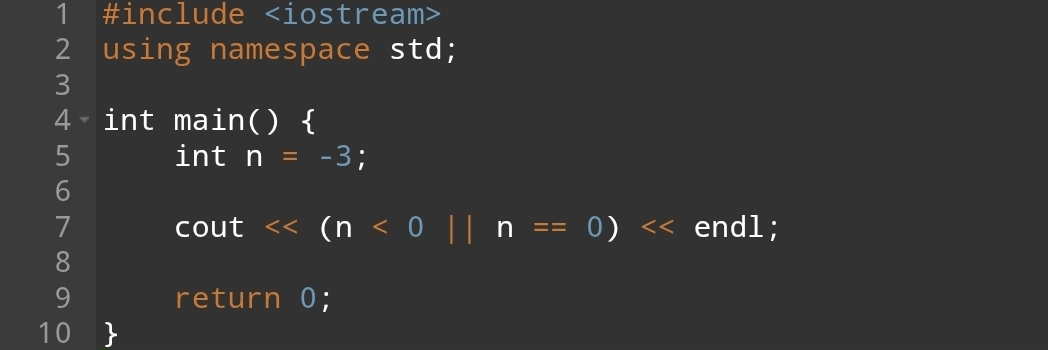 1 #include <iostream>
2 using namespace std;
3
4 int main() {
5     int n = -3;
6
7     cout << (n < 0 || n == 0) << endl;
8
9     return 0;
10 }